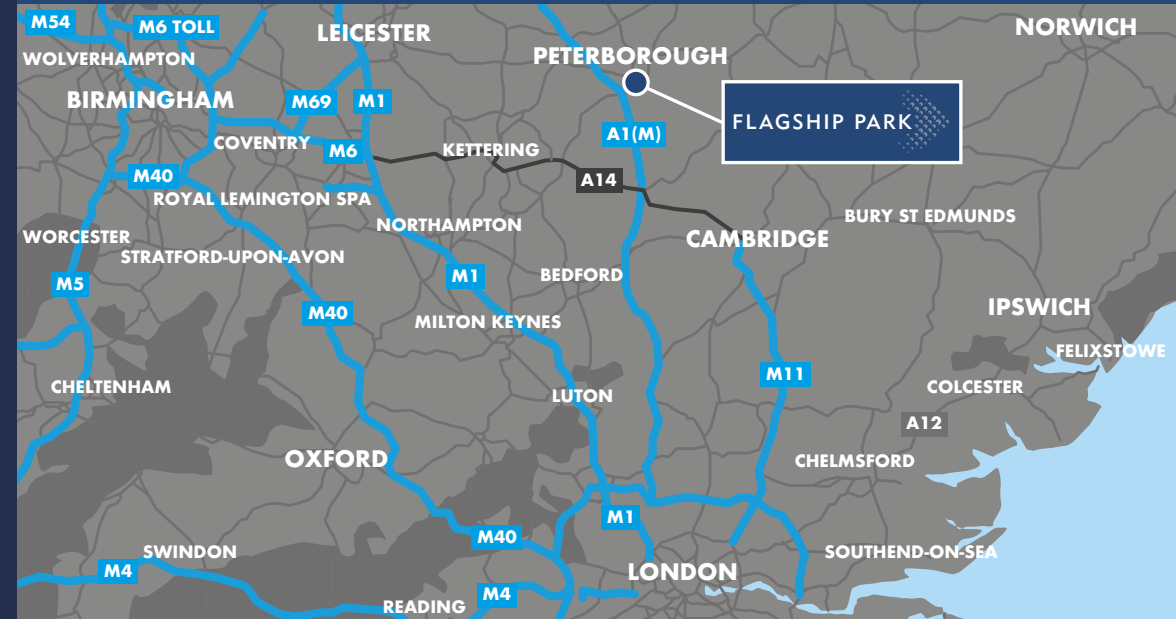 M54
M6 TOLL
LEICESTER
NORWICH
WOLVERHAMPTON
PETERBOROUGH
BIRMINGHAM
M69
M1
FLAGSHIP PARK
A1(M)
COVENTRY
M6
KETTERING
M40
A14
ROYAL LEMINGTON SPA
BURY ST EDMUNDS
NORTHAMPTON
WORCESTER
CAMBRIDGE
STRATFORD-UPON-AVON
M5
M1
BEDFORD
IPSWICH
M40
MILTON KEYNES
FELIXSTOWE
M11
CHELTENHAM
COLCESTER
LUTON
A12
OXFORD
CHELMSFORD
M1
M40
SWINDON
SOUTHEND-ON-SEA
M4
LONDON
M4
READING